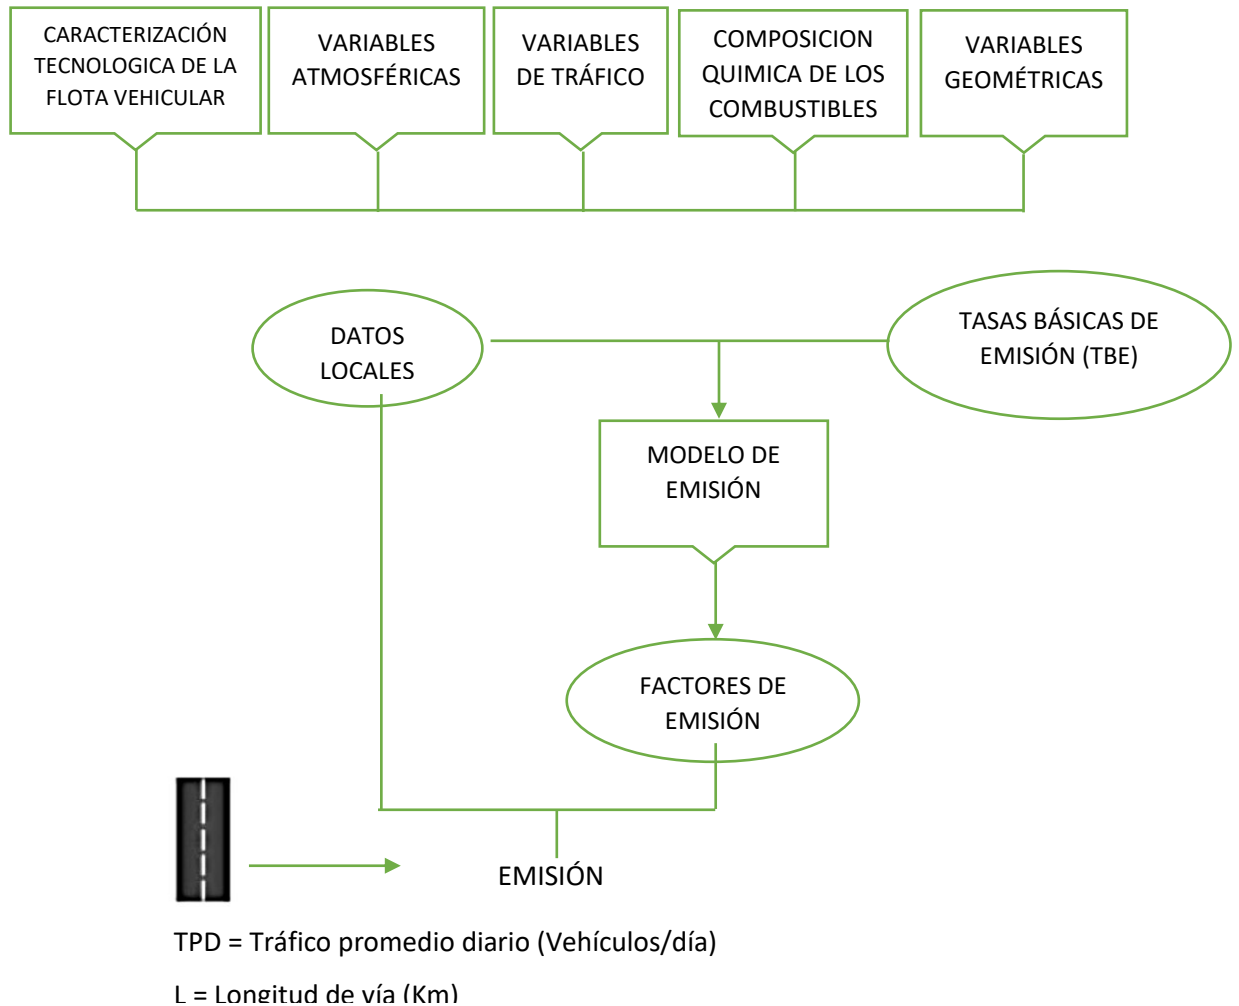 CARACTERIZACIÓN
TECNOLOGICA DE LA
FLOTA VEHICULAR
VARIABLES
ATMOSFÉRICAS
VARIABLES
DE TRÁFICO
COMPOSICION
QUIMICA DE LOS
COMBUSTIBLES
VARIABLES
GEOMÉTRICAS
DATOS
LOCALES
TASAS BÁSICAS DE
EMISIÓN (TBE)
MODELO DE
EMISIÓN
FACTORES DE
EMISIÓN
EMISIÓN
TPD = Tráfico promedio diario (Vehículos/día)
L = Longitud de vía (Km)